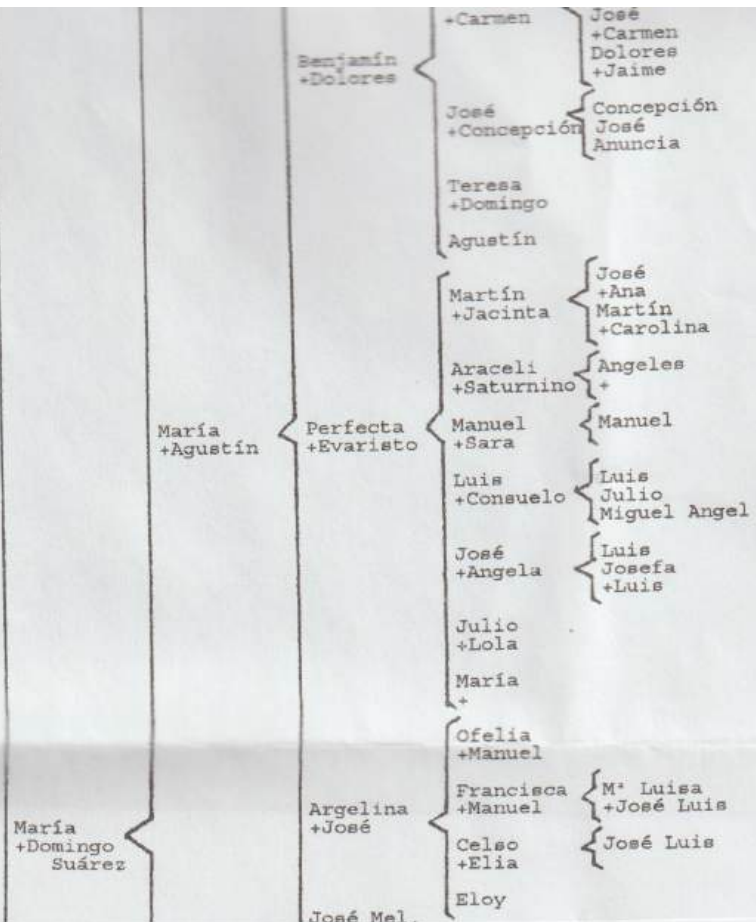 +Carmen
José
+Carmen
Dolores
+Jaime
Benjamín
+Dolores
José
+Concepción
Concepción
José
Anuncia
Teresa
+Domingo
Agustín
Martín
+Jacinta
José
+Ana
Martín
+Carolina
Araceli
+Saturnino
Angeles
+
María
+Agustín
Perfecta
+Evaristo
Manuel
+Sara
Manuel
Luis
+Consuelo
Luis
Julio
Miguel Angel
José
+Angela
Luis
Josefa
+Luis
Julio
+Lola
María
+
Ofelia
+Manuel
Francisca
+Manuel
Mª Luisa
+José Luis
María
+Domingo
Suárez
Argelina
+José
Celso
+Elia
José Luis
Eloy
José Mel.